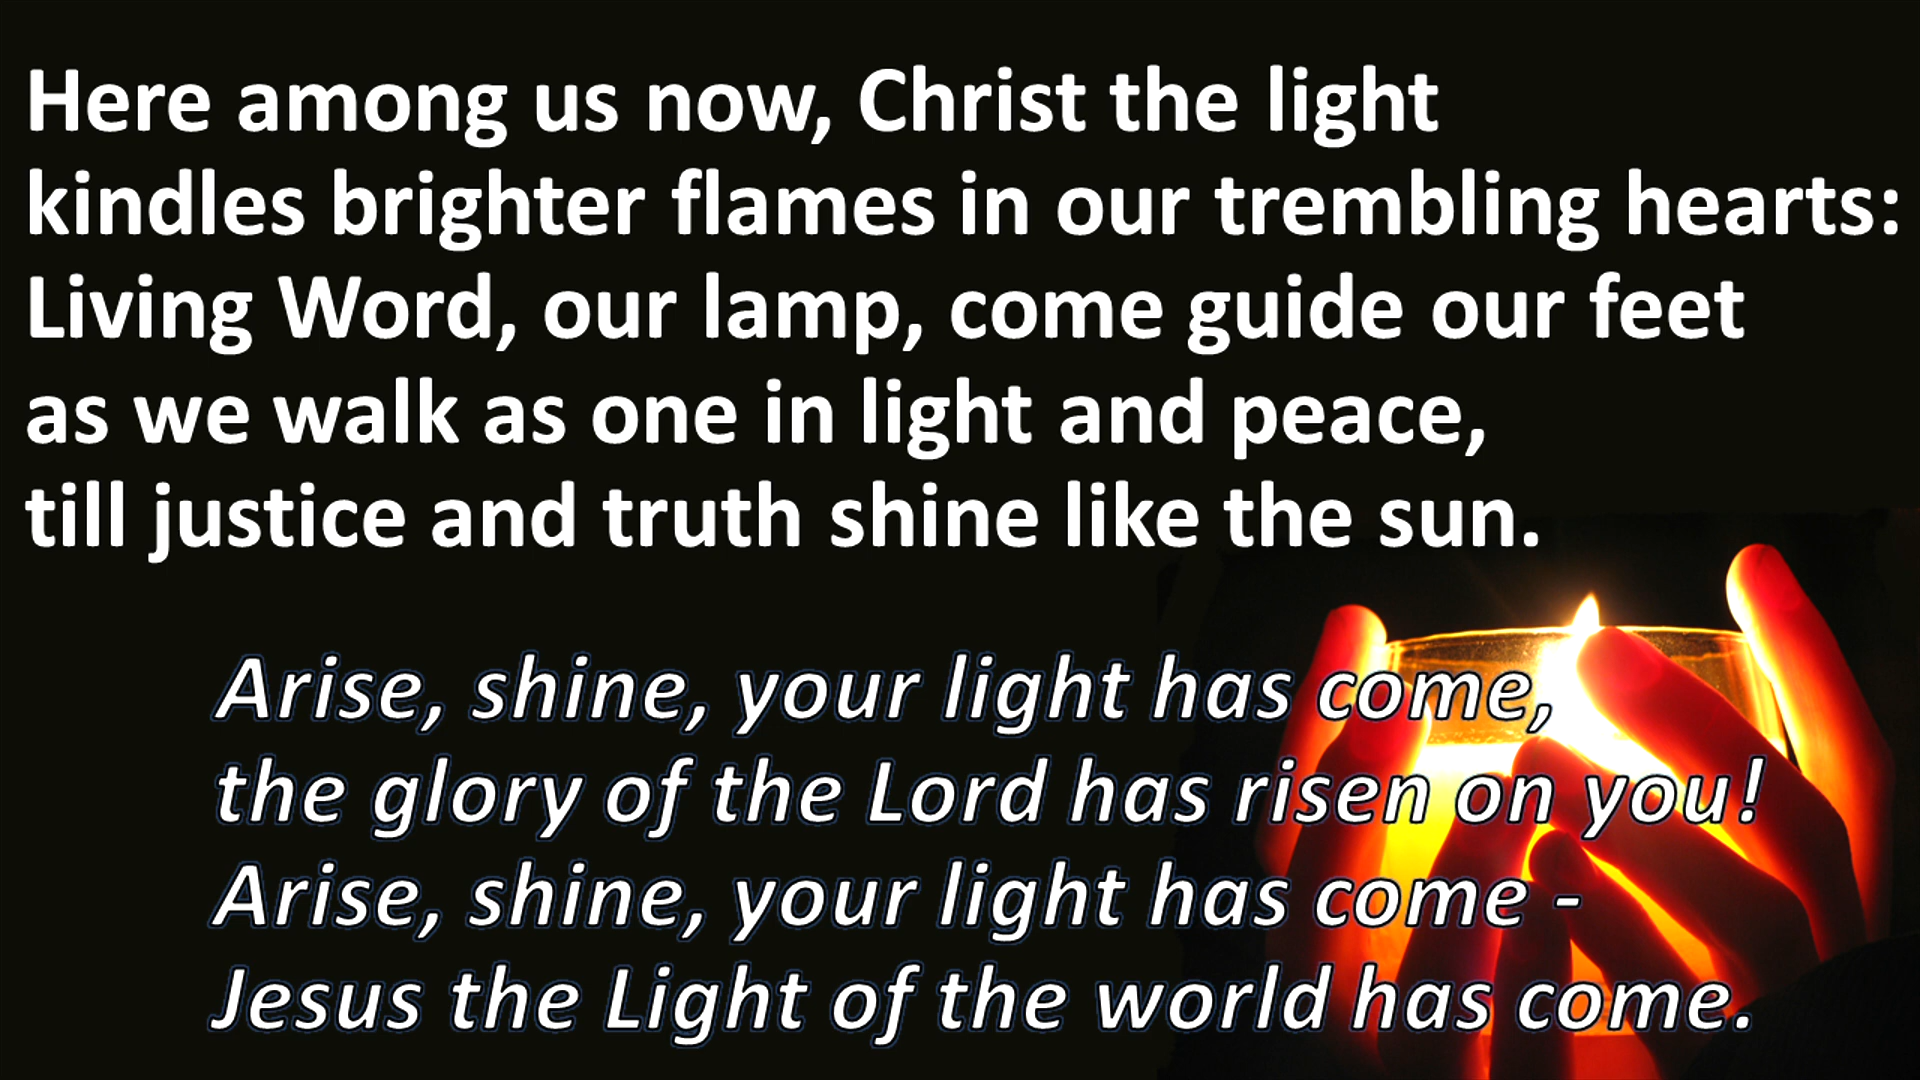 Here among us now, Christ the light
kindles brighter flames in our trembling hearts:
Living Word, our lamp, come guide our feet
as we walk as one in light and peace,
till justice and truth shine like the sun.
Arise, shine, your light has come,
the glory of the Lord has risen on you!
Arise, shine, your light has come -
Jesus the Light of the world has come.